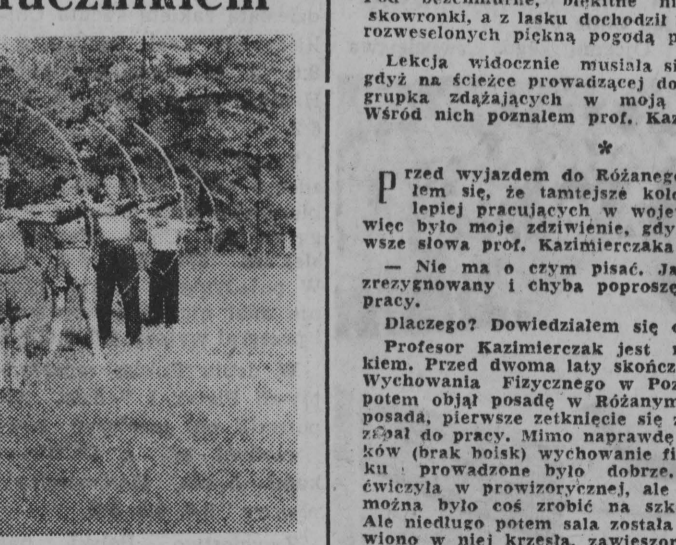 Pod bezchmurne, błękitne
skowronki, a z lasku dochodził
rozweselonych piękną pogodą p
Lekcja widocznie musiała si
gdyż na ścieżce prowadzącej do
grupka zdążających w moją
Wśród nich poznałem prof. Kaz
*
Przed wyjazdem do Różanego
łem się, że tamtejsze kole
lepiej pracujących w woje
więc było moje zdziwienie, gdy
wsze słowa prof. Kazimierczaka
— Nie ma o czym pisać. Ja
zrezygnowany i chyba poproszę
pracy.
Dlaczego? Dowiedziałem się
Profesor Kazimierczak jest
kiem. Przed dwoma laty skończ
Wychowania Fizycznego w Poz
potem objął posadę w Różanym
posada, pierwsze zetknięcie się z
zapał do pracy. Mimo naprawdę
ków (brak boisk) wychowanie fi
ku prowadzone było dobrze.
ćwiczyła w prowizorycznej, ale
można było coś zrobić na szk
Ale niedługo potem sala została
wiono w niej krzesła, zawieszon